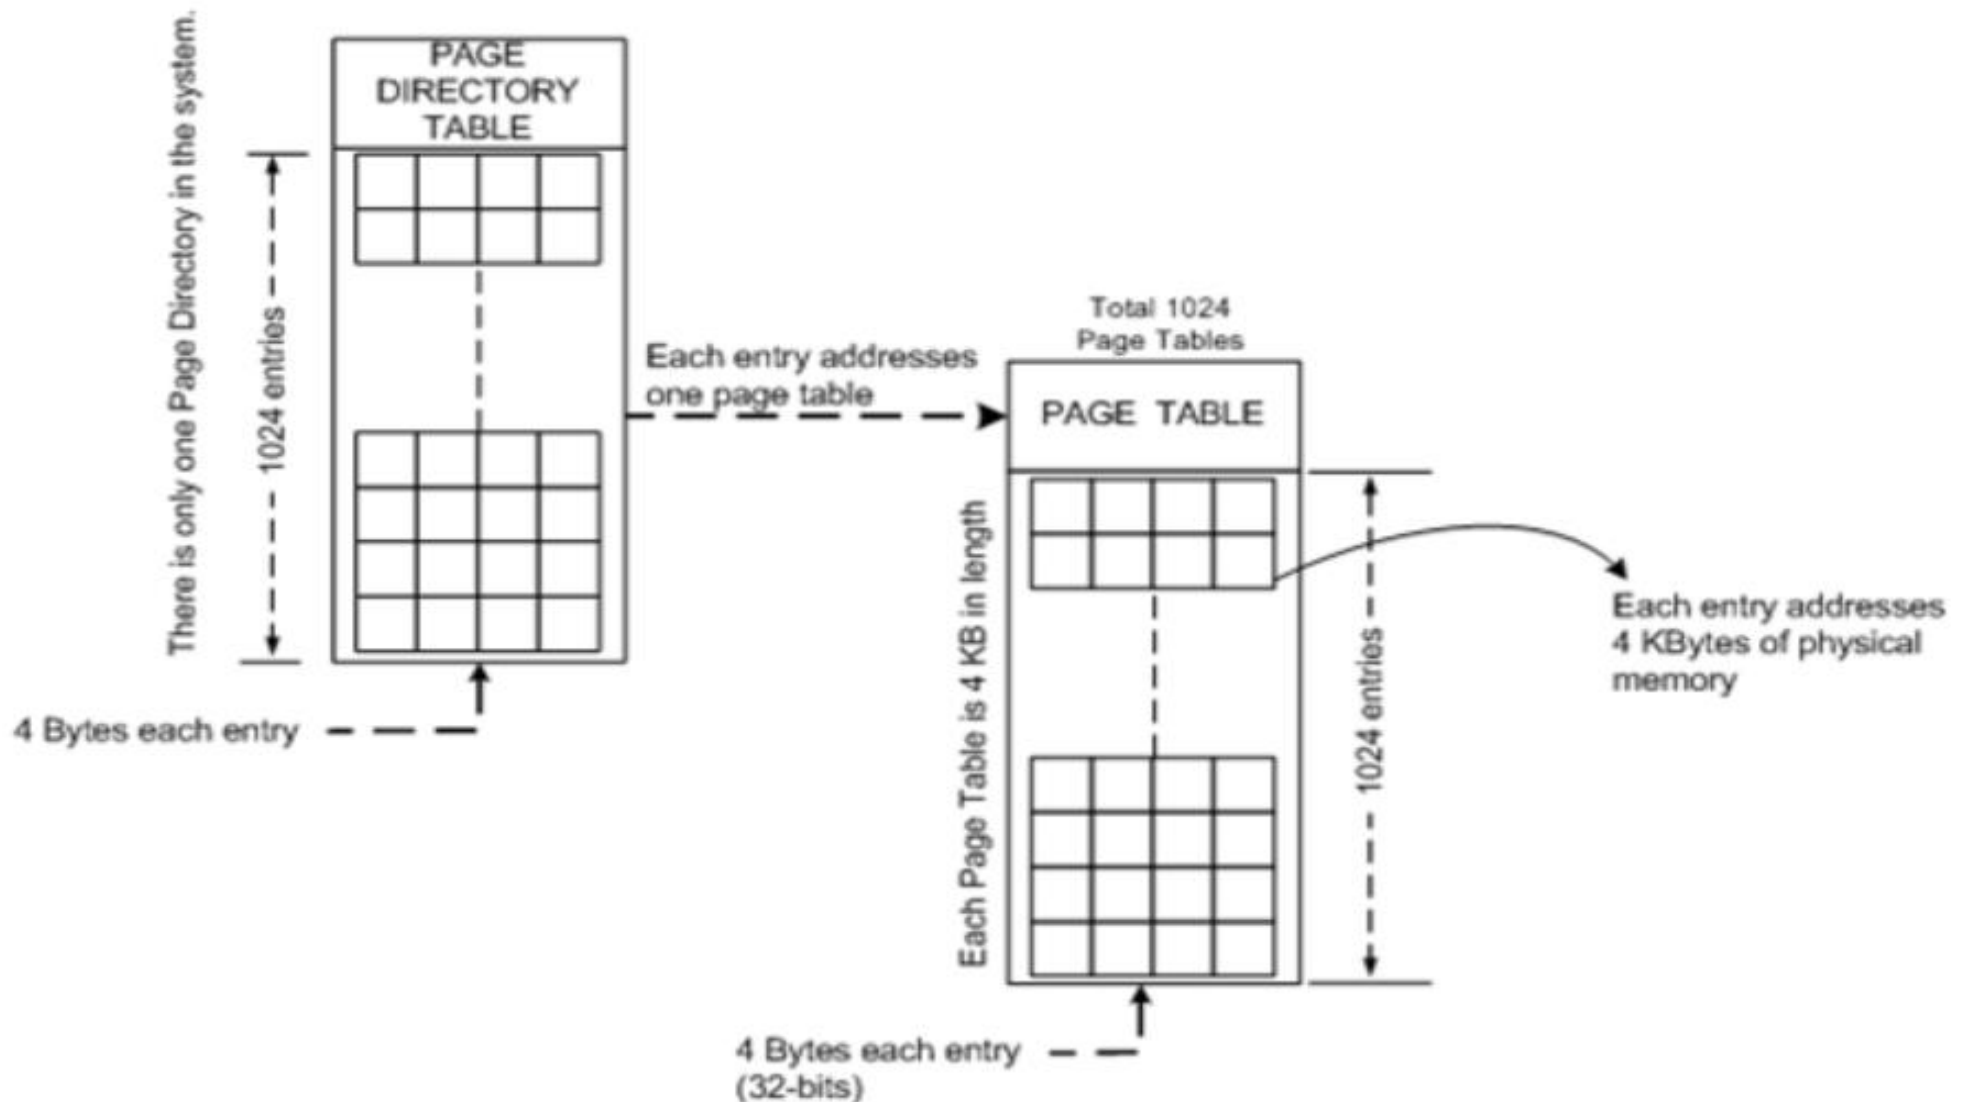 There is only one Page Directory in the system.
PAGE
DIRECTORY
TABLE
1024 entries
4 Bytes each entry
Each entry addresses
one page table
Total 1024
Page Tables
PAGE TABLE
Each Page Table is 4 KB in length
1024 entries
Each entry addresses
4 KBytes of physical
memory
4 Bytes each entry
(32-bits)